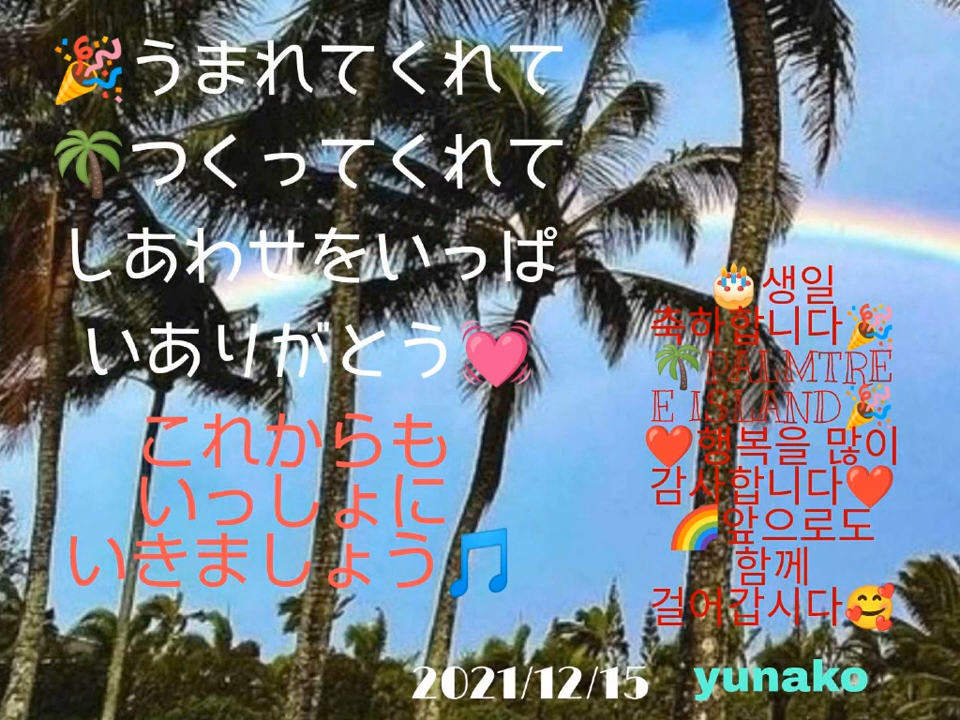 🎉うまれてくれて
🌴つくってくれて
しあわせをいっぱ
いありがとう💓
これからも
いっしょに
いきましょう🎵
🎂생일
축하합니다🎉
🌴PALMTRE
E ISLAND🎉
❤️행복을 많이
감사합니다❤️
🌈앞으로도
함께
걸어갑시다🥰
2021/12/15
yunako